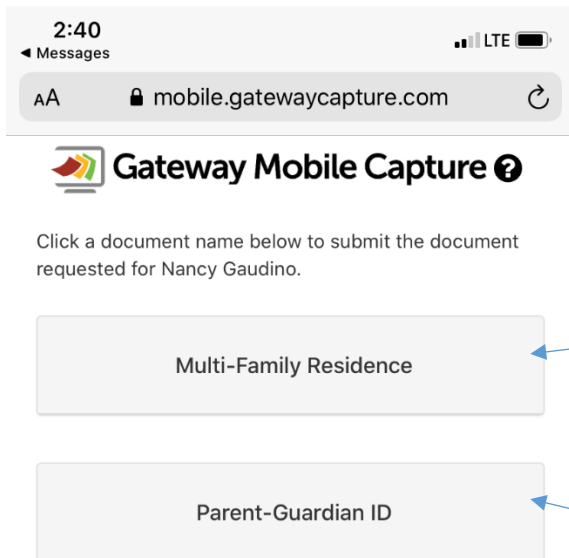 2:40
◀ Messages
LTE
AA
mobile.gatewaycapture.com
Gateway Mobile Capture ?
Click a document name below to submit the document
requested for Nancy Gaudino.
Multi-Family Residence
Parent-Guardian ID